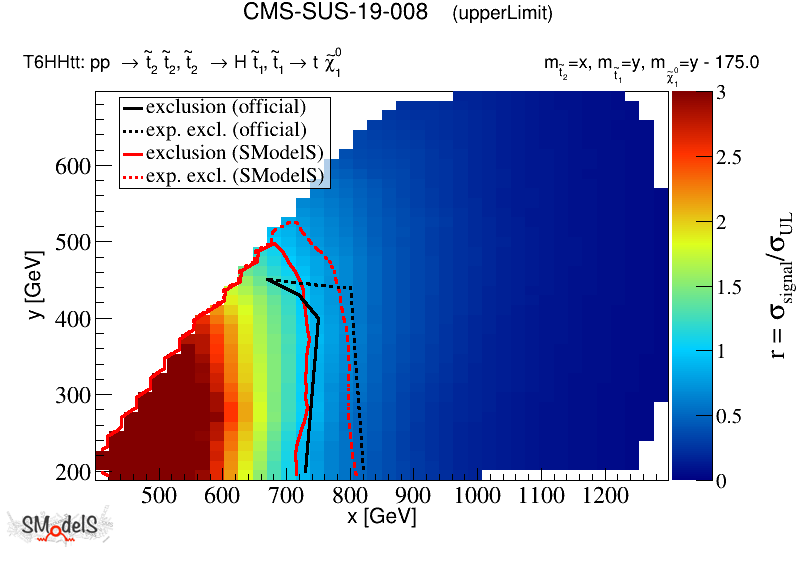 CMS-SUS-19-008 (upperLimit)
T6HHtt: pp → t̃₂ t̃₂, t̃₂ → H t̃₁, t̃₁ → t χ̃₁⁰
m_t̃₂=x, m_t̃₁=y, m_χ̃₁⁰=y - 175.0
exclusion (official)
exp. excl. (official)
exclusion (SModelS)
exp. excl. (SModelS)
600
500
400
300
200
y [GeV]
500 600 700 800 900 1000 1100 1200
x [GeV]
3
2.5
2
1.5
1
0.5
0
r = σ_signal/σ_UL
SModelS